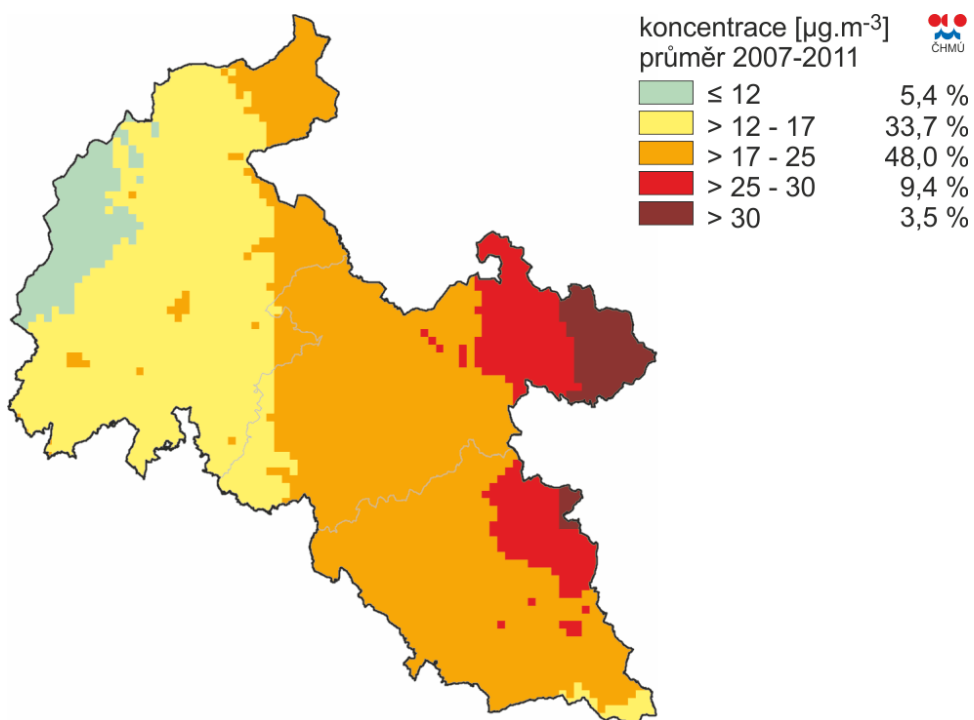 koncentrace [µg.m-3]
průměr 2007-2011
ČHMÚ
≤ 12 5,4 %
> 12 - 17 33,7 %
> 17 - 25 48,0 %
> 25 - 30 9,4 %
> 30 3,5 %